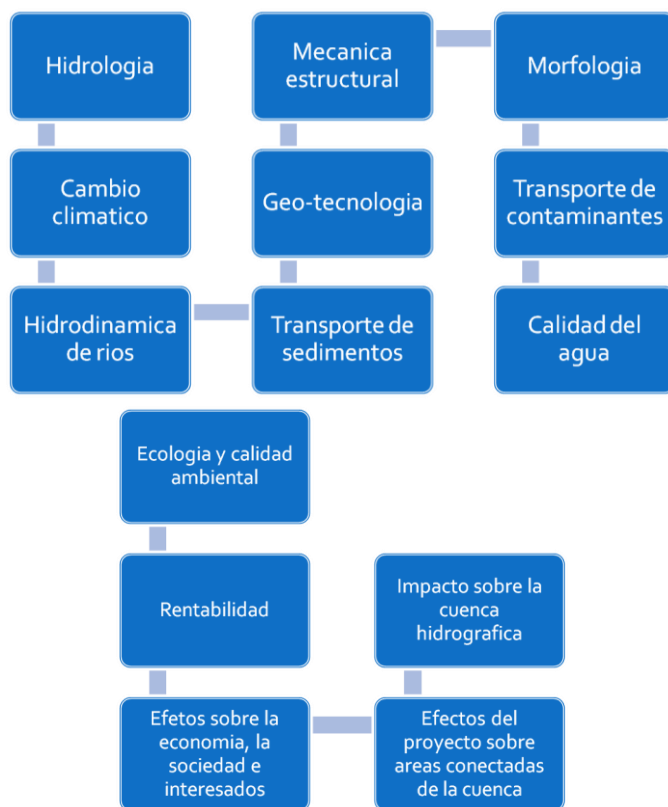 Hidrologia
Cambio
climatico
Hidrodinamica
de rios
Transporte de
sedimentos
Geo-tecnologia
Mecanica
estructural
Morfologia
Transporte de
contaminantes
Calidad del
agua
Ecologia y calidad
ambiental
Rentabilidad
Efetos sobre la
economia, la
sociedad e
interesados
Efectos del
proyecto sobre
areas conectadas
de la cuenca
Impacto sobre la
cuenca
hidrografica